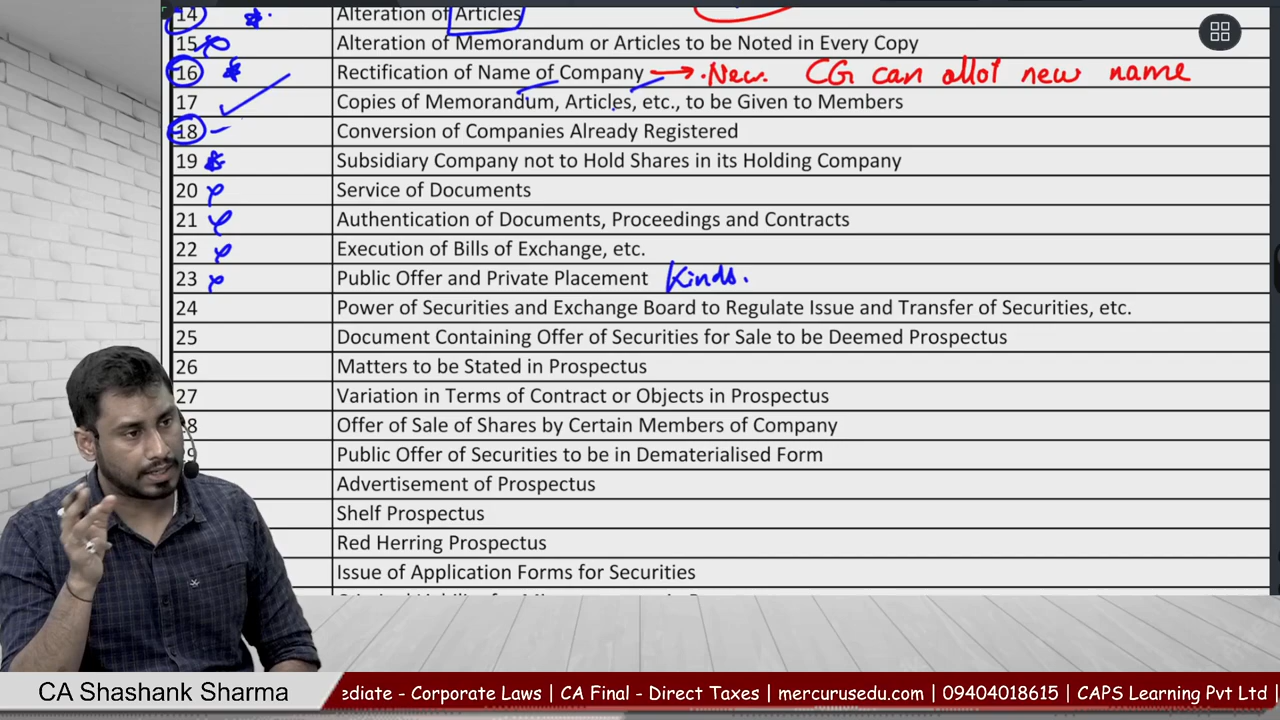 14 Alteration of Articles
15 Alteration of Memorandum or Articles to be Noted in Every Copy
16 Rectification of Name of Company → New. CG can allot new name
17 Copies of Memorandum, Articles, etc., to be Given to Members
18 Conversion of Companies Already Registered
19 Subsidiary Company not to Hold Shares in its Holding Company
20 Service of Documents
21 Authentication of Documents, Proceedings and Contracts
22 Execution of Bills of Exchange, etc.
23 Public Offer and Private Placement Kinds.
24 Power of Securities and Exchange Board to Regulate Issue and Transfer of Securities, etc.
25 Document Containing Offer of Securities for Sale to be Deemed Prospectus
26 Matters to be Stated in Prospectus
27 Variation in Terms of Contract or Objects in Prospectus
8 Offer of Sale of Shares by Certain Members of Company
9 Public Offer of Securities to be in Dematerialised Form
Advertisement of Prospectus
Shelf Prospectus
Red Herring Prospectus
Issue of Application Forms for Securities
CA Shashank Sharma
ediate - Corporate Laws | CA Final - Direct Taxes | mercurusedu.com | 09404018615 | CAPS Learning Pvt Ltd |